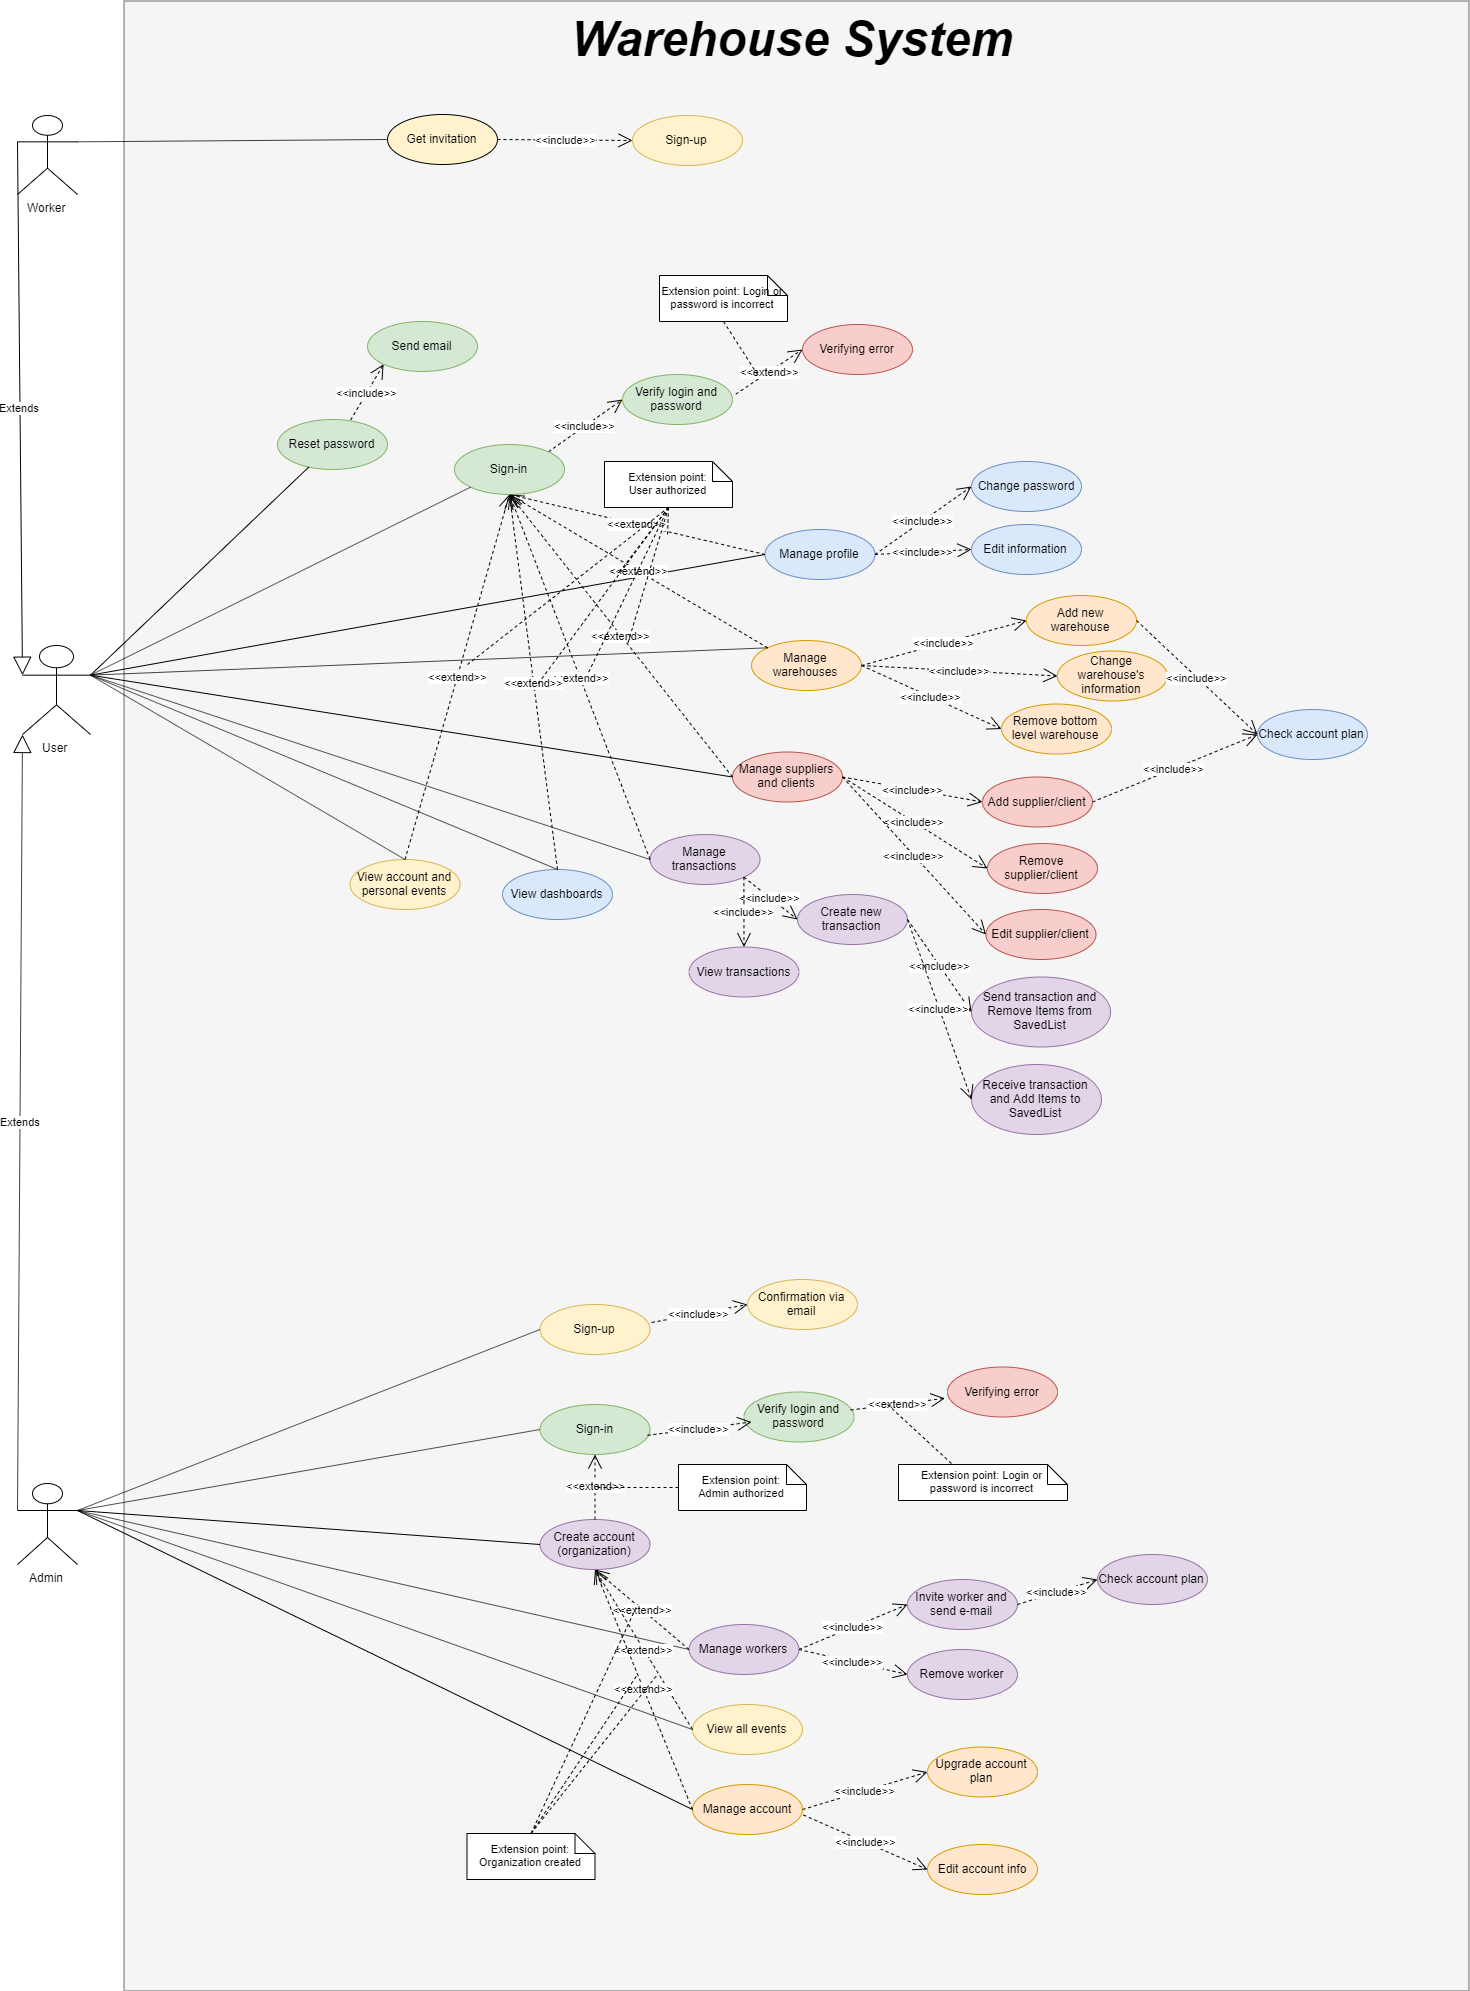 Warehouse System
Worker
Get invitation
<<include>>
Sign-up
Extension point: Login or
password is incorrect
Send email
<<include>>
Reset password
Verifying error
<<extend>>
Verify login and
password
<<include>>
Sign-in
Extends
Extension point:
User authorized
<<extend>>
<<extend>>
<<extend>>
<<extend>>
<<extend>>
<<extend>>
Manage profile
<<include>>
Change password
<<include>>
Edit information
Manage
warehouses
<<include>>
Add new
warehouse
<<include>>
Change
warehouse's
information
<<include>>
Remove bottom
level warehouse
<<include>>
Check account plan
<<include>>
User
Manage suppliers
and clients
<<include>>
Add supplier/client
<<include>>
Remove
supplier/client
<<include>>
Edit supplier/client
View account and
personal events
View dashboards
Manage
transactions
<<include>>
<<include>>
Create new
transaction
View transactions
<<include>>
Send transaction and
Remove Items from
SavedList
<<include>>
Receive transaction
and Add Items to
SavedList
Extends
Sign-up
<<include>>
Confirmation via
email
Sign-in
<<include>>
Verify login and
password
<<extend>>
Verifying error
Extension point: Login or
password is incorrect
<<extend>>
Extension point:
Admin authorized
Admin
Create account
(organization)
<<extend>>
<<extend>>
<<extend>>
Manage workers
<<include>>
Invite worker and
send e-mail
<<include>>
Check account plan
<<include>>
Remove worker
View all events
Manage account
<<include>>
Upgrade account
plan
<<include>>
Edit account info
Extension point:
Organization created